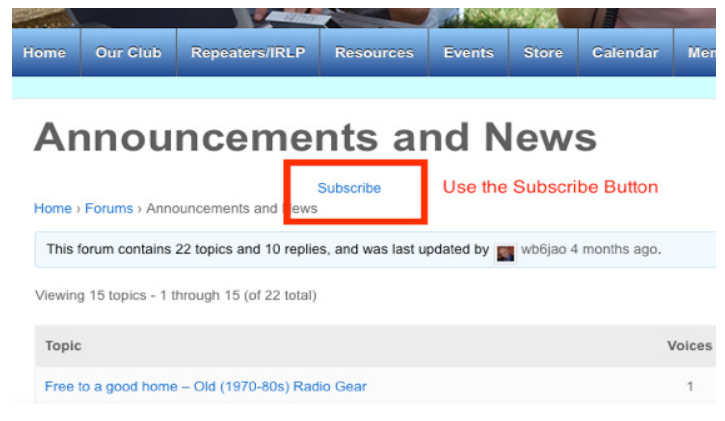 Home Our Club Repeaters/IRLP Resources Events Store Calendar
Announcements and News
Subscribe Use the Subscribe Button
Home › Forums › Announcements and News
This forum contains 22 topics and 10 replies, and was last updated by wb6jao 4 months ago.
Viewing 15 topics - 1 through 15 (of 22 total)
Topic Voices
Free to a good home – Old (1970-80s) Radio Gear 1